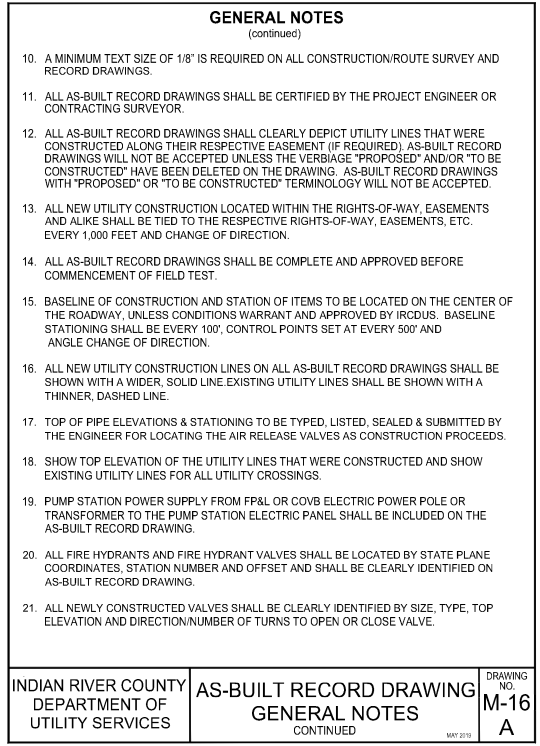 GENERAL NOTES
(continued)
10. A MINIMUM TEXT SIZE OF 1/8" IS REQUIRED ON ALL CONSTRUCTION/ROUTE SURVEY AND
RECORD DRAWINGS.
11. ALL AS-BUILT RECORD DRAWINGS SHALL BE CERTIFIED BY THE PROJECT ENGINEER OR
CONTRACTING SURVEYOR.
12. ALL AS-BUILT RECORD DRAWINGS SHALL CLEARLY DEPICT UTILITY LINES THAT WERE
CONSTRUCTED ALONG THEIR RESPECTIVE EASEMENT (IF REQUIRED). AS-BUILT RECORD
DRAWINGS WILL NOT BE ACCEPTED UNLESS THE VERBIAGE "PROPOSED" AND/OR "TO BE
CONSTRUCTED" HAVE BEEN DELETED ON THE DRAWING. AS-BUILT RECORD DRAWINGS
WITH "PROPOSED" OR "TO BE CONSTRUCTED" TERMINOLOGY WILL NOT BE ACCEPTED.
13. ALL NEW UTILITY CONSTRUCTION LOCATED WITHIN THE RIGHTS-OF-WAY, EASEMENTS
AND ALIKE SHALL BE TIED TO THE RESPECTIVE RIGHTS-OF-WAY, EASEMENTS, ETC.
EVERY 1,000 FEET AND CHANGE OF DIRECTION.
14. ALL AS-BUILT RECORD DRAWINGS SHALL BE COMPLETE AND APPROVED BEFORE
COMMENCEMENT OF FIELD TEST.
15. BASELINE OF CONSTRUCTION AND STATION OF ITEMS TO BE LOCATED ON THE CENTER OF
THE ROADWAY, UNLESS CONDITIONS WARRANT AND APPROVED BY IRCDUS. BASELINE
STATIONING SHALL BE EVERY 100', CONTROL POINTS SET AT EVERY 500' AND
ANGLE CHANGE OF DIRECTION.
16. ALL NEW UTILITY CONSTRUCTION LINES ON ALL AS-BUILT RECORD DRAWINGS SHALL BE
SHOWN WITH A WIDER, SOLID LINE.EXISTING UTILITY LINES SHALL BE SHOWN WITH A
THINNER, DASHED LINE.
17. TOP OF PIPE ELEVATIONS & STATIONING TO BE TYPED, LISTED, SEALED & SUBMITTED BY
THE ENGINEER FOR LOCATING THE AIR RELEASE VALVES AS CONSTRUCTION PROCEEDS.
18. SHOW TOP ELEVATION OF THE UTILITY LINES THAT WERE CONSTRUCTED AND SHOW
EXISTING UTILITY LINES FOR ALL UTILITY CROSSINGS.
19. PUMP STATION POWER SUPPLY FROM FP&L OR COVB ELECTRIC POWER POLE OR
TRANSFORMER TO THE PUMP STATION ELECTRIC PANEL SHALL BE INCLUDED ON THE
AS-BUILT RECORD DRAWING.
20. ALL FIRE HYDRANTS AND FIRE HYDRANT VALVES SHALL BE LOCATED BY STATE PLANE
COORDINATES, STATION NUMBER AND OFFSET AND SHALL BE CLEARLY IDENTIFIED ON
AS-BUILT RECORD DRAWING.
21. ALL NEWLY CONSTRUCTED VALVES SHALL BE CLEARLY IDENTIFIED BY SIZE, TYPE, TOP
ELEVATION AND DIRECTION/NUMBER OF TURNS TO OPEN OR CLOSE VALVE.
INDIAN RIVER COUNTY
DEPARTMENT OF
UTILITY SERVICES
AS-BUILT RECORD DRAWING
GENERAL NOTES
CONTINUED
MAY 2019
DRAWING
NO.
M-16
A